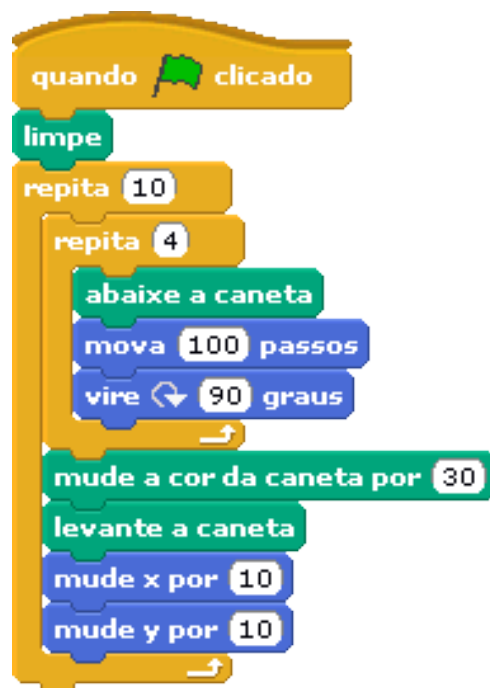 quando clicado
limpe
repita 10
repita 4
abaixe a caneta
mova 100 passos
vire 90 graus
mude a cor da caneta por 30
levante a caneta
mude x por 10
mude y por 10